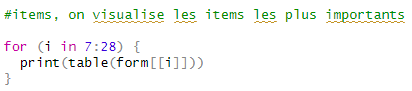 #items, on visualise les items les plus importants
for (i in 7:28) {
  print(table(form[[i]]))
}